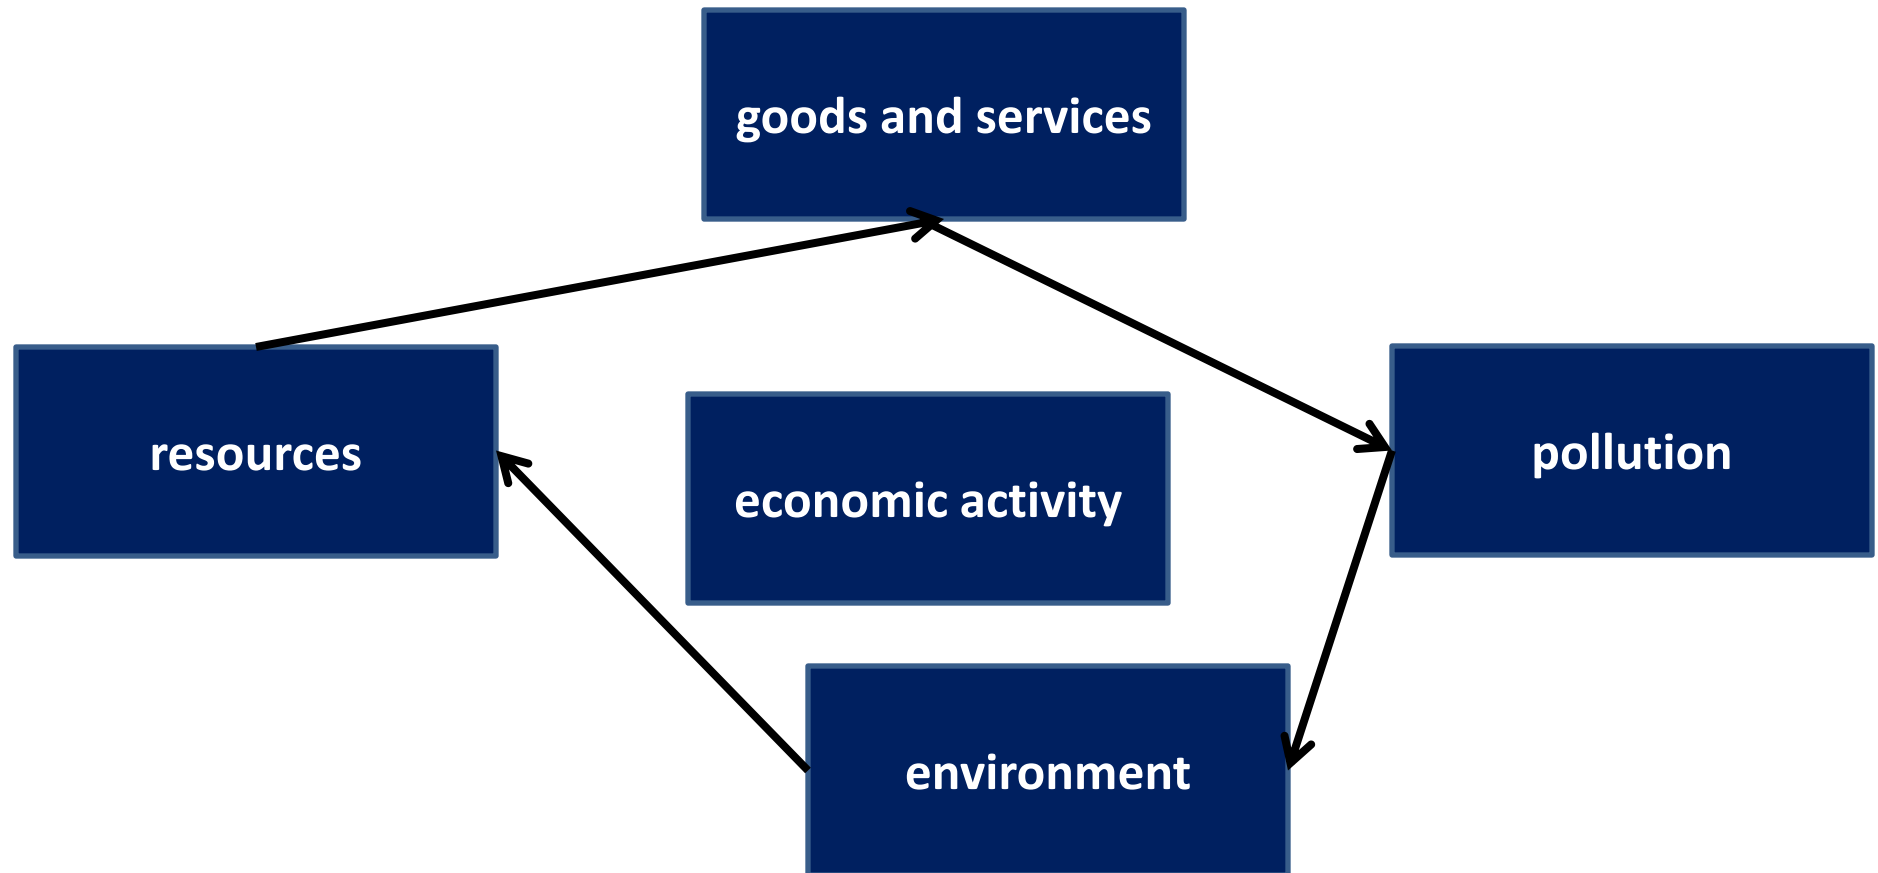 goods and services
resources
pollution
economic activity
environment